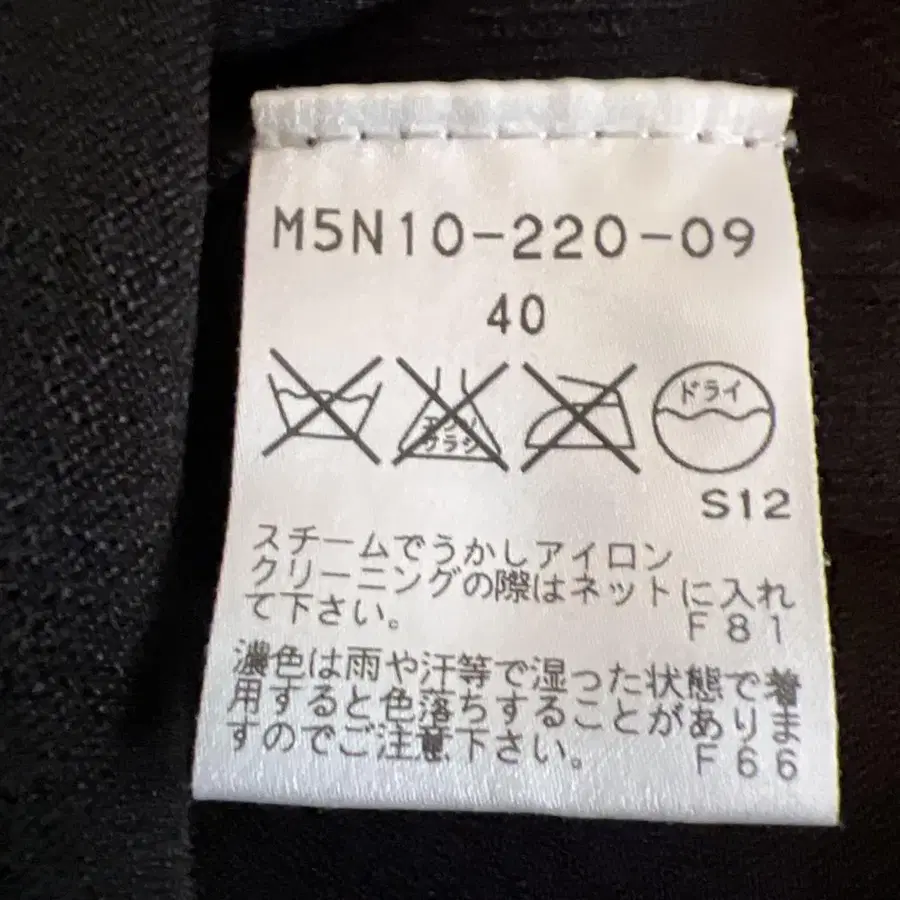 M5N10-220-09
40
エンソ
サラシ
ドライ
S12
スチームでうかしアイロン
クリーニングの際はネットに入れ
て下さい。 F81
濃色は雨や汗等で湿った状態で着
用すると色落ちすることがありま
すのでご注意下さい。 F66